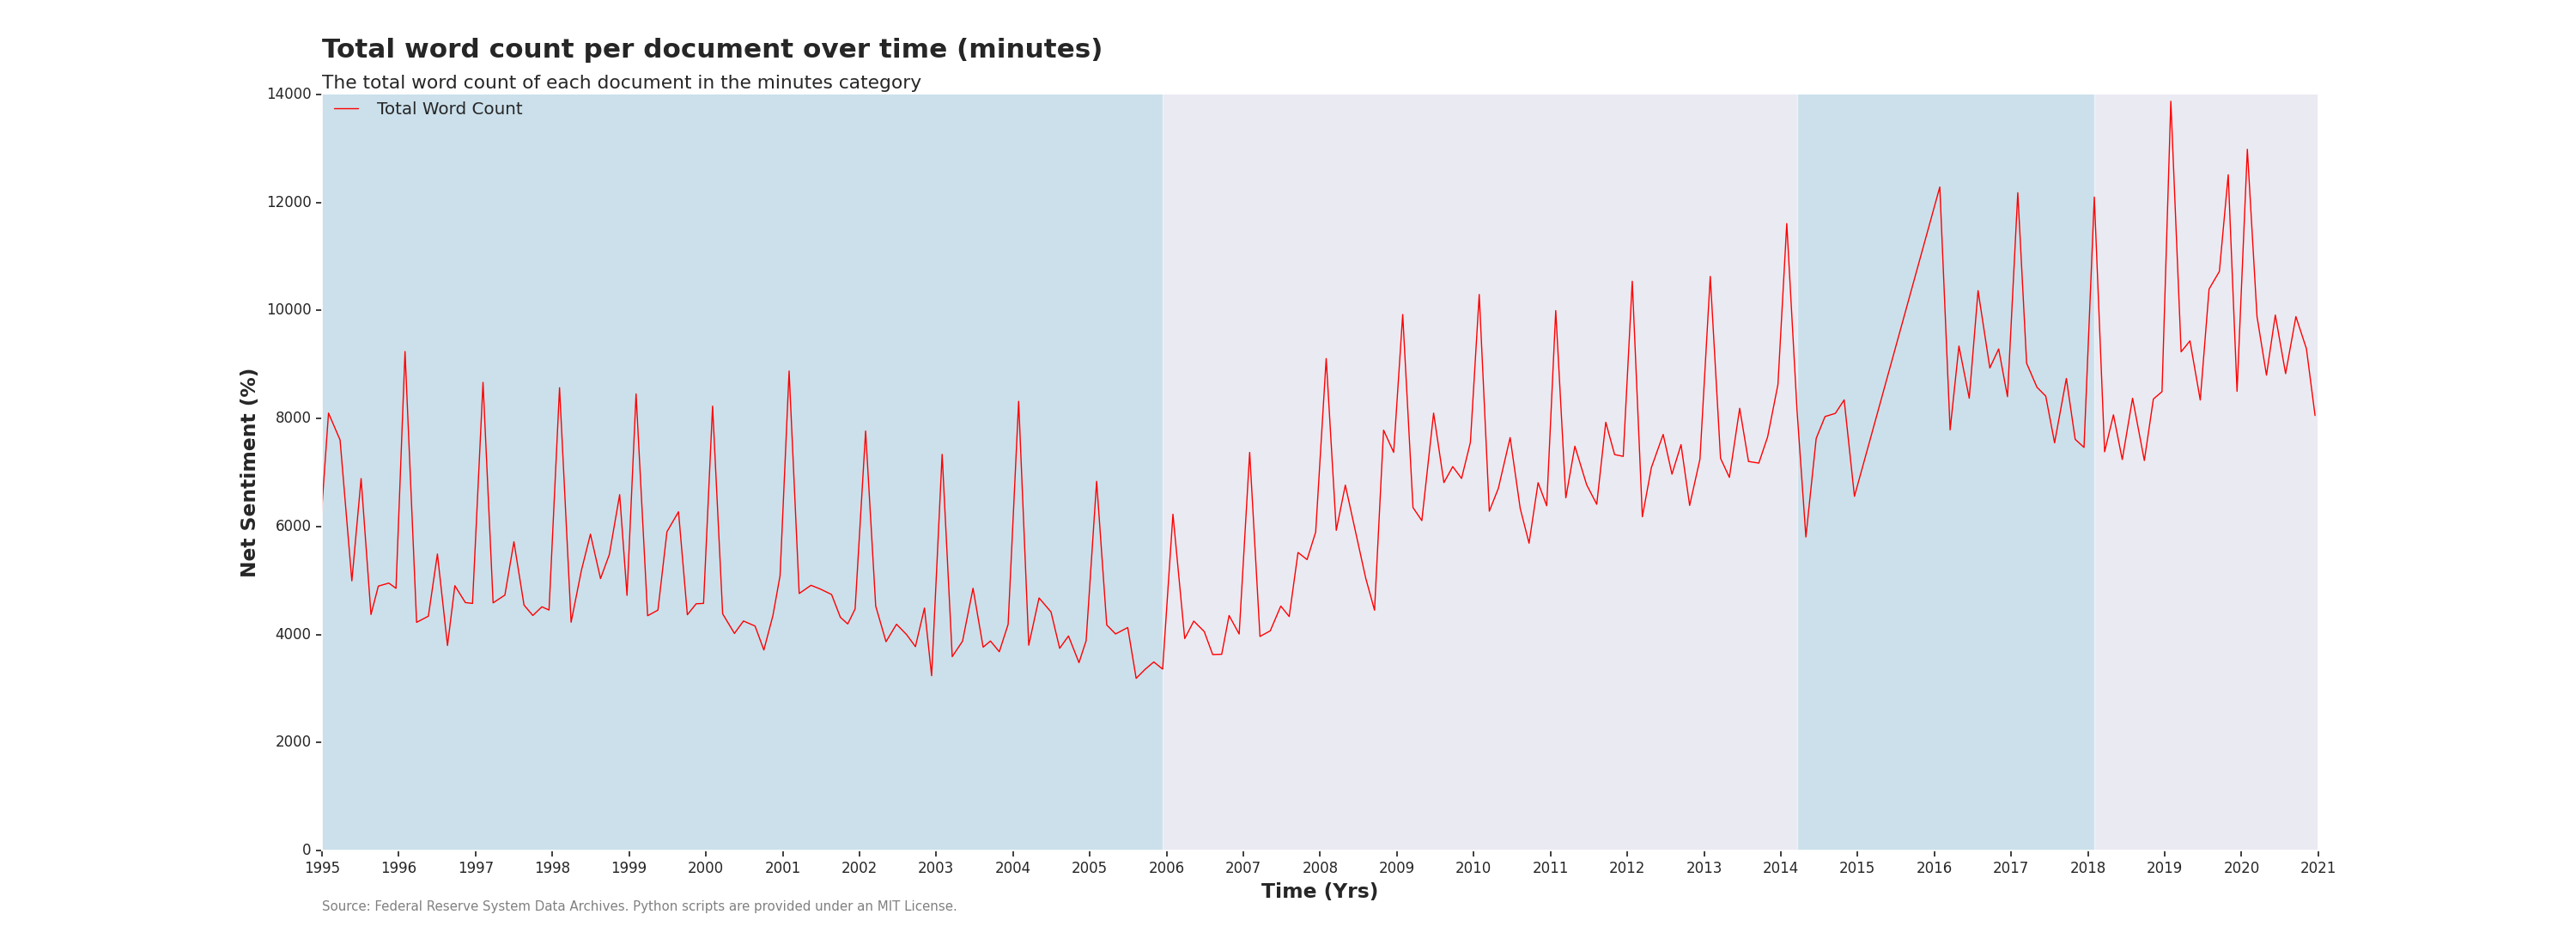 Total word count per document over time (minutes)
The total word count of each document in the minutes category
Total Word Count
14000
12000
10000
8000
6000
4000
2000
0
Net Sentiment (%)
1995 1996 1997 1998 1999 2000 2001 2002 2003 2004 2005 2006 2007 2008 2009 2010 2011 2012 2013 2014 2015 2016 2017 2018 2019 2020 2021
Time (Yrs)
Source: Federal Reserve System Data Archives. Python scripts are provided under an MIT License.